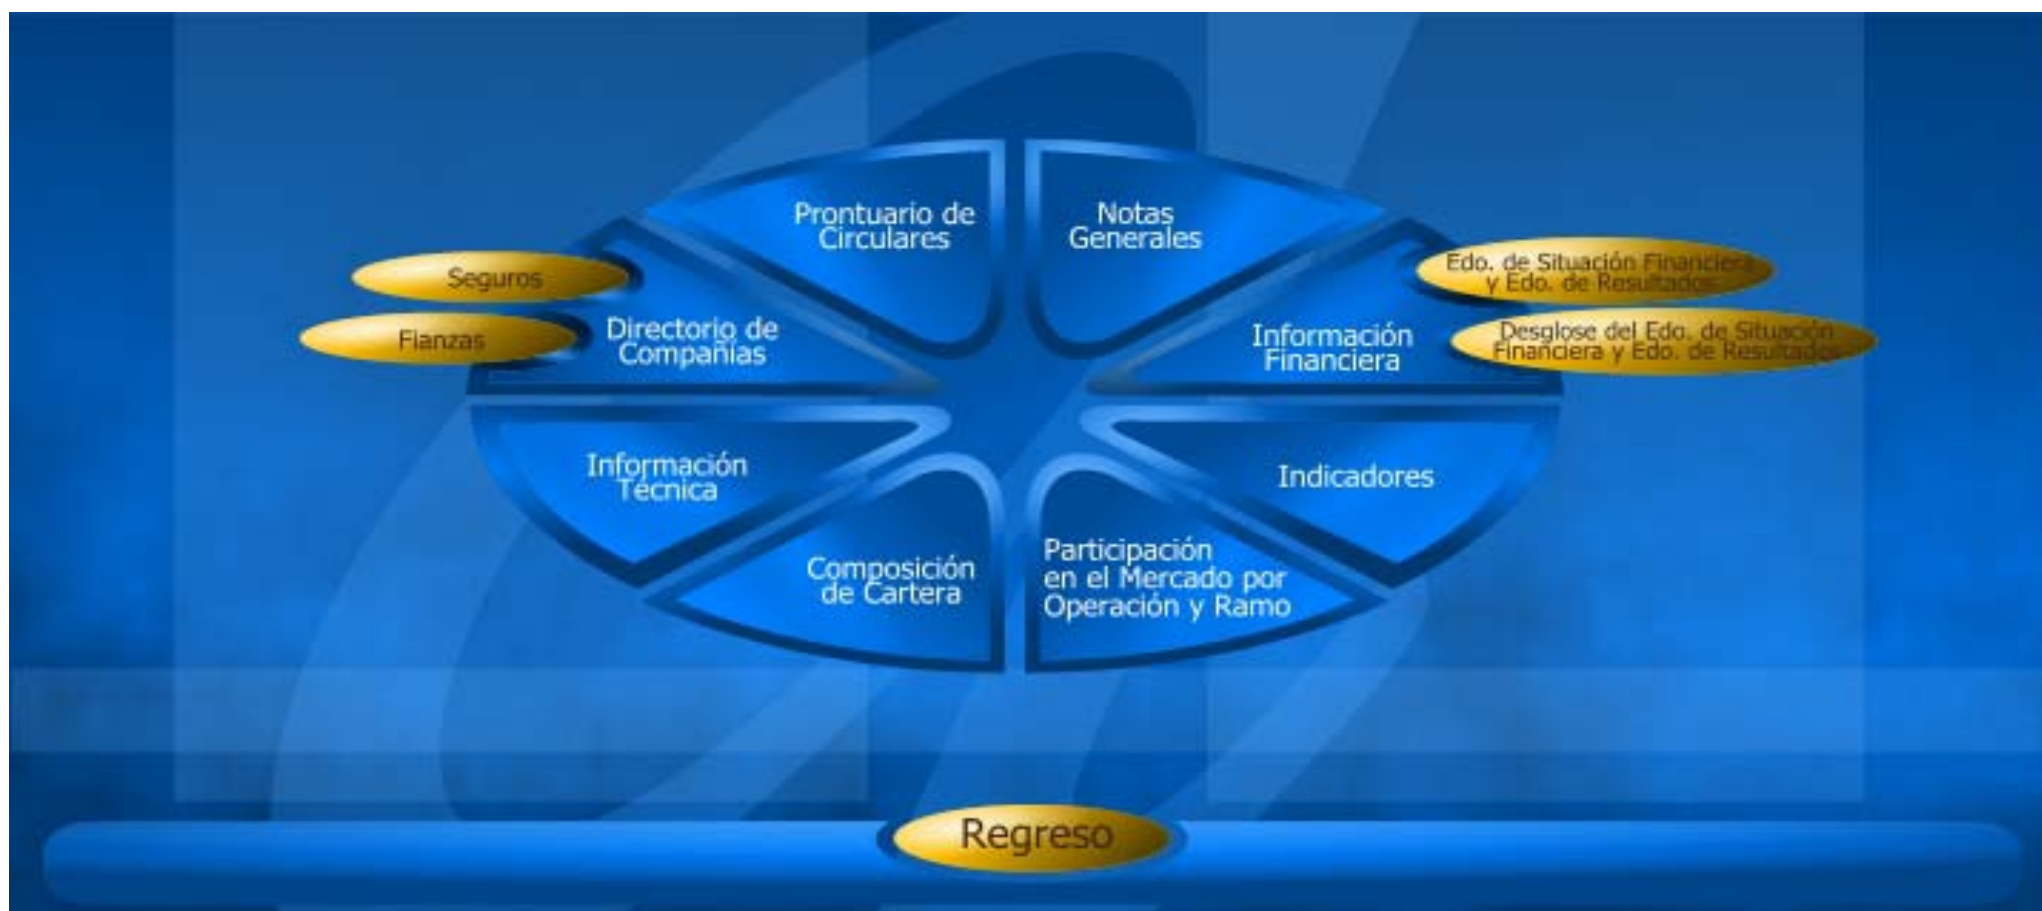 Prontuario de
Circulares
Notas
Generales
Seguros
Fianzas
Directorio de
Compañías
Información
Financiera
Edo. de Situación Financiera
y Edo. de Resultados
Desglose del Edo. de Situación
Financiera y Edo. de Resultados
Información
Técnica
Indicadores
Composición
de Cartera
Participación
en el Mercado por
Operación y Ramo
Regreso